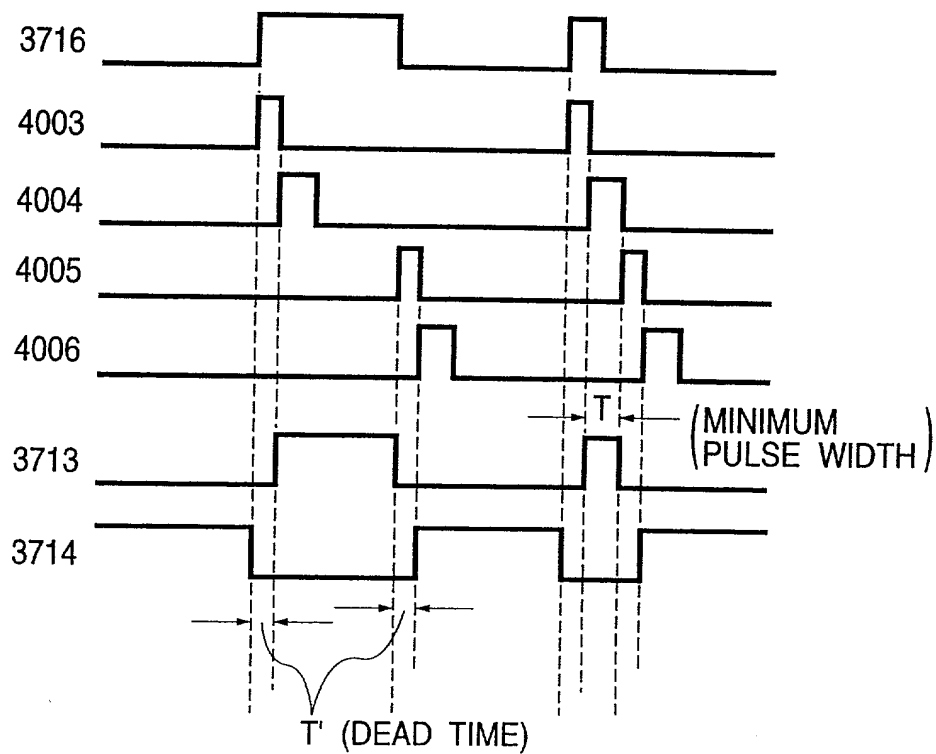 3716
4003
4004
4005
4006
T
(MINIMUM
PULSE WIDTH)
3713
3714
T' (DEAD TIME)